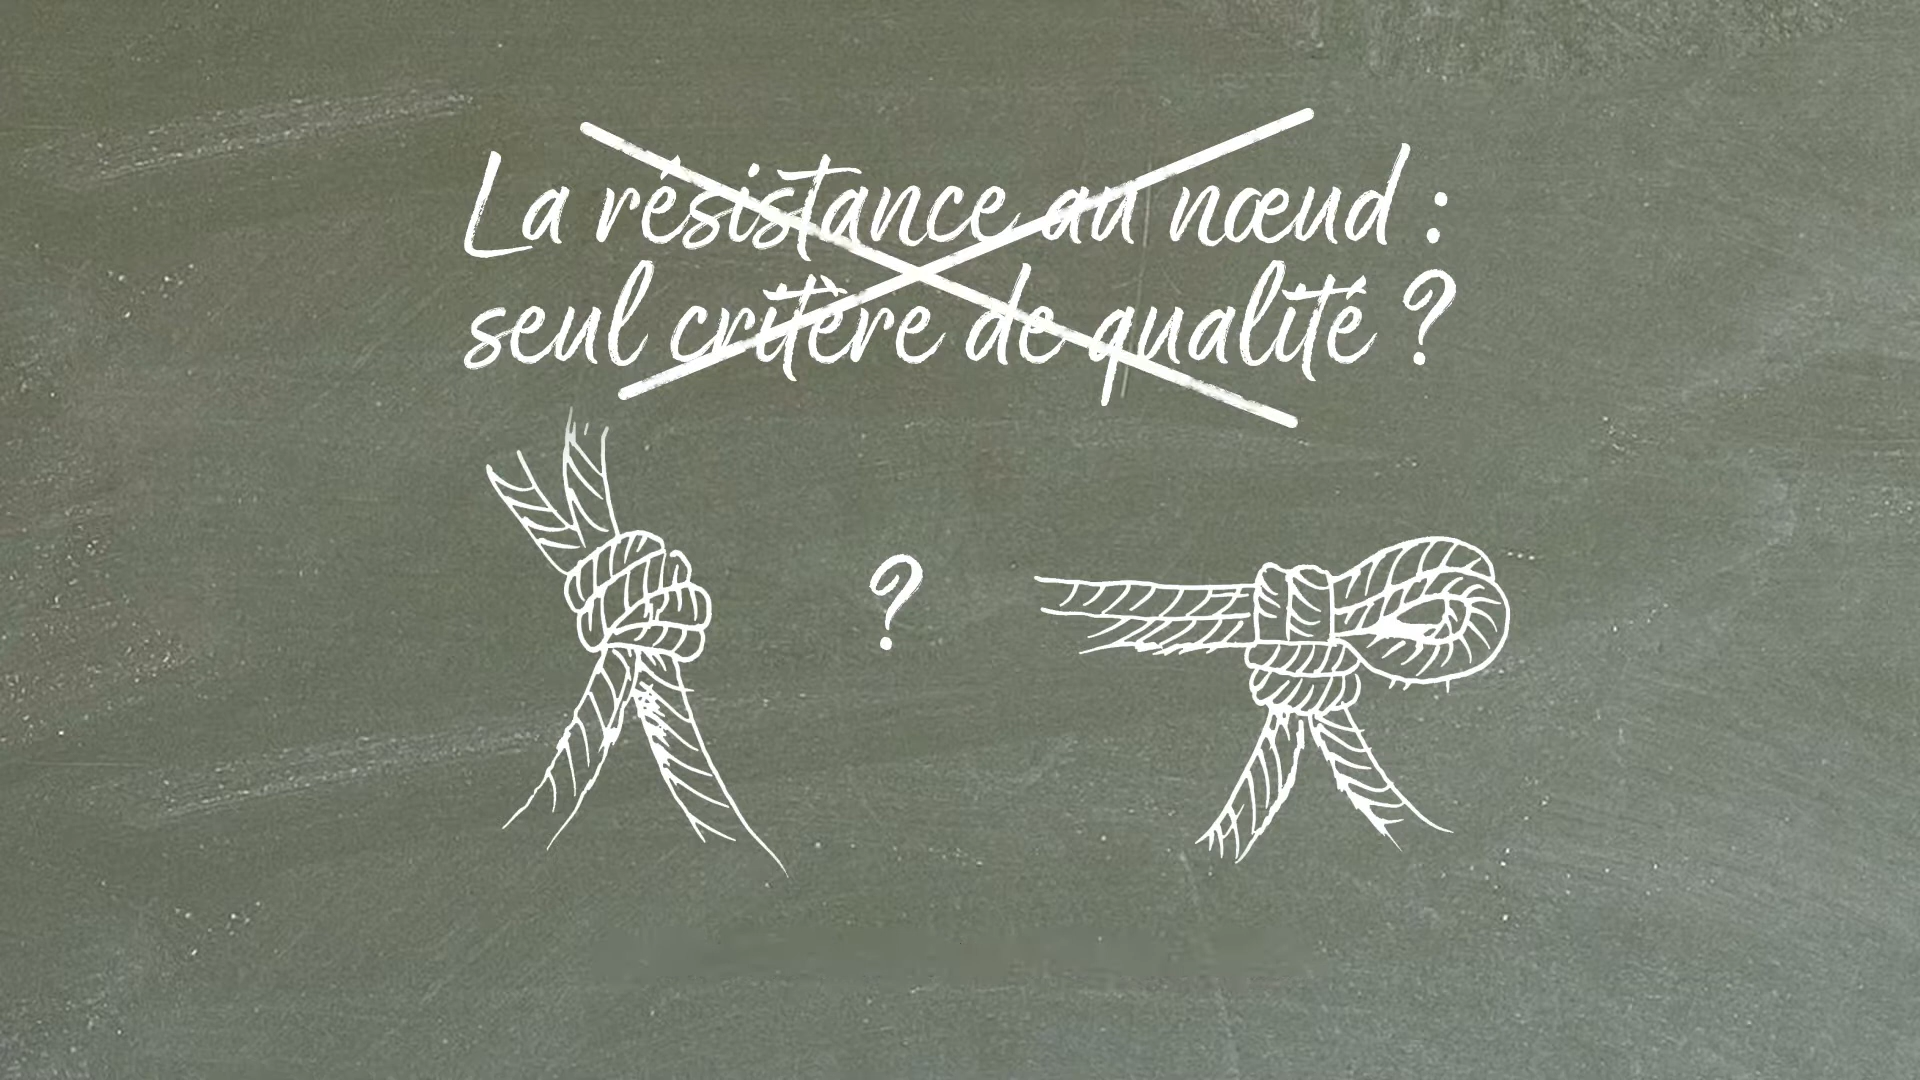 La résistance au nœud :
seul critère de qualité ?
?